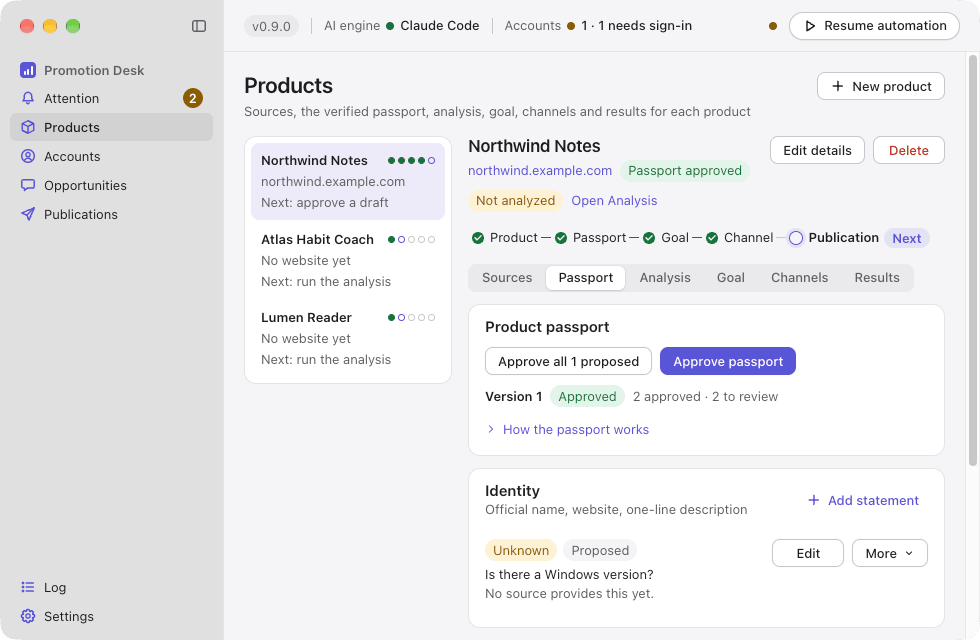 v0.9.0 AI engine Claude Code Accounts 1 · 1 needs sign-in Resume automation
Promotion Desk
Attention 2
Products
Accounts
Opportunities
Publications
Log
Settings
Products
New product
Sources, the verified passport, analysis, goal, channels and results for each product
Northwind Notes
northwind.example.com
Next: approve a draft
Atlas Habit Coach
No website yet
Next: run the analysis
Lumen Reader
No website yet
Next: run the analysis
Northwind Notes
Edit details Delete
northwind.example.com Passport approved
Not analyzed Open Analysis
Product Passport Goal Channel Publication Next
Sources Passport Analysis Goal Channels Results
Product passport
Approve all 1 proposed Approve passport
Version 1 Approved 2 approved · 2 to review
How the passport works
Identity
Official name, website, one-line description
Add statement
Unknown Proposed
Edit More
Is there a Windows version?
No source provides this yet.